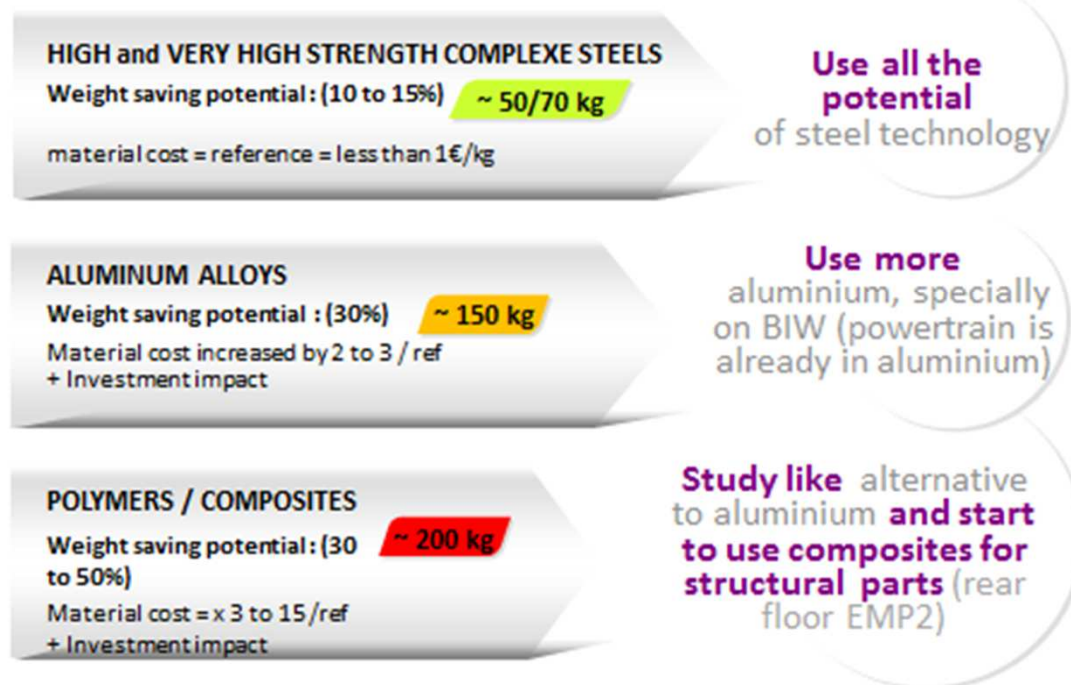 HIGH and VERY HIGH STRENGTH COMPLEXE STEELS
Weight saving potential : (10 to 15%)
~ 50/70 kg
material cost = reference = less than 1€/kg
Use all the
potential
of steel technology
ALUMINUM ALLOYS
Weight saving potential : (30%)
~ 150 kg
Material cost increased by 2 to 3 / ref
+ Investment impact
Use more
aluminium, specially
on BIW (powertrain is
already in aluminium)
POLYMERS / COMPOSITES
Weight saving potential : (30
to 50%)
~ 200 kg
Material cost = x 3 to 15 /ref
+ Investment impact
Study like alternative
to aluminium and start
to use composites for
structural parts (rear
floor EMP2)